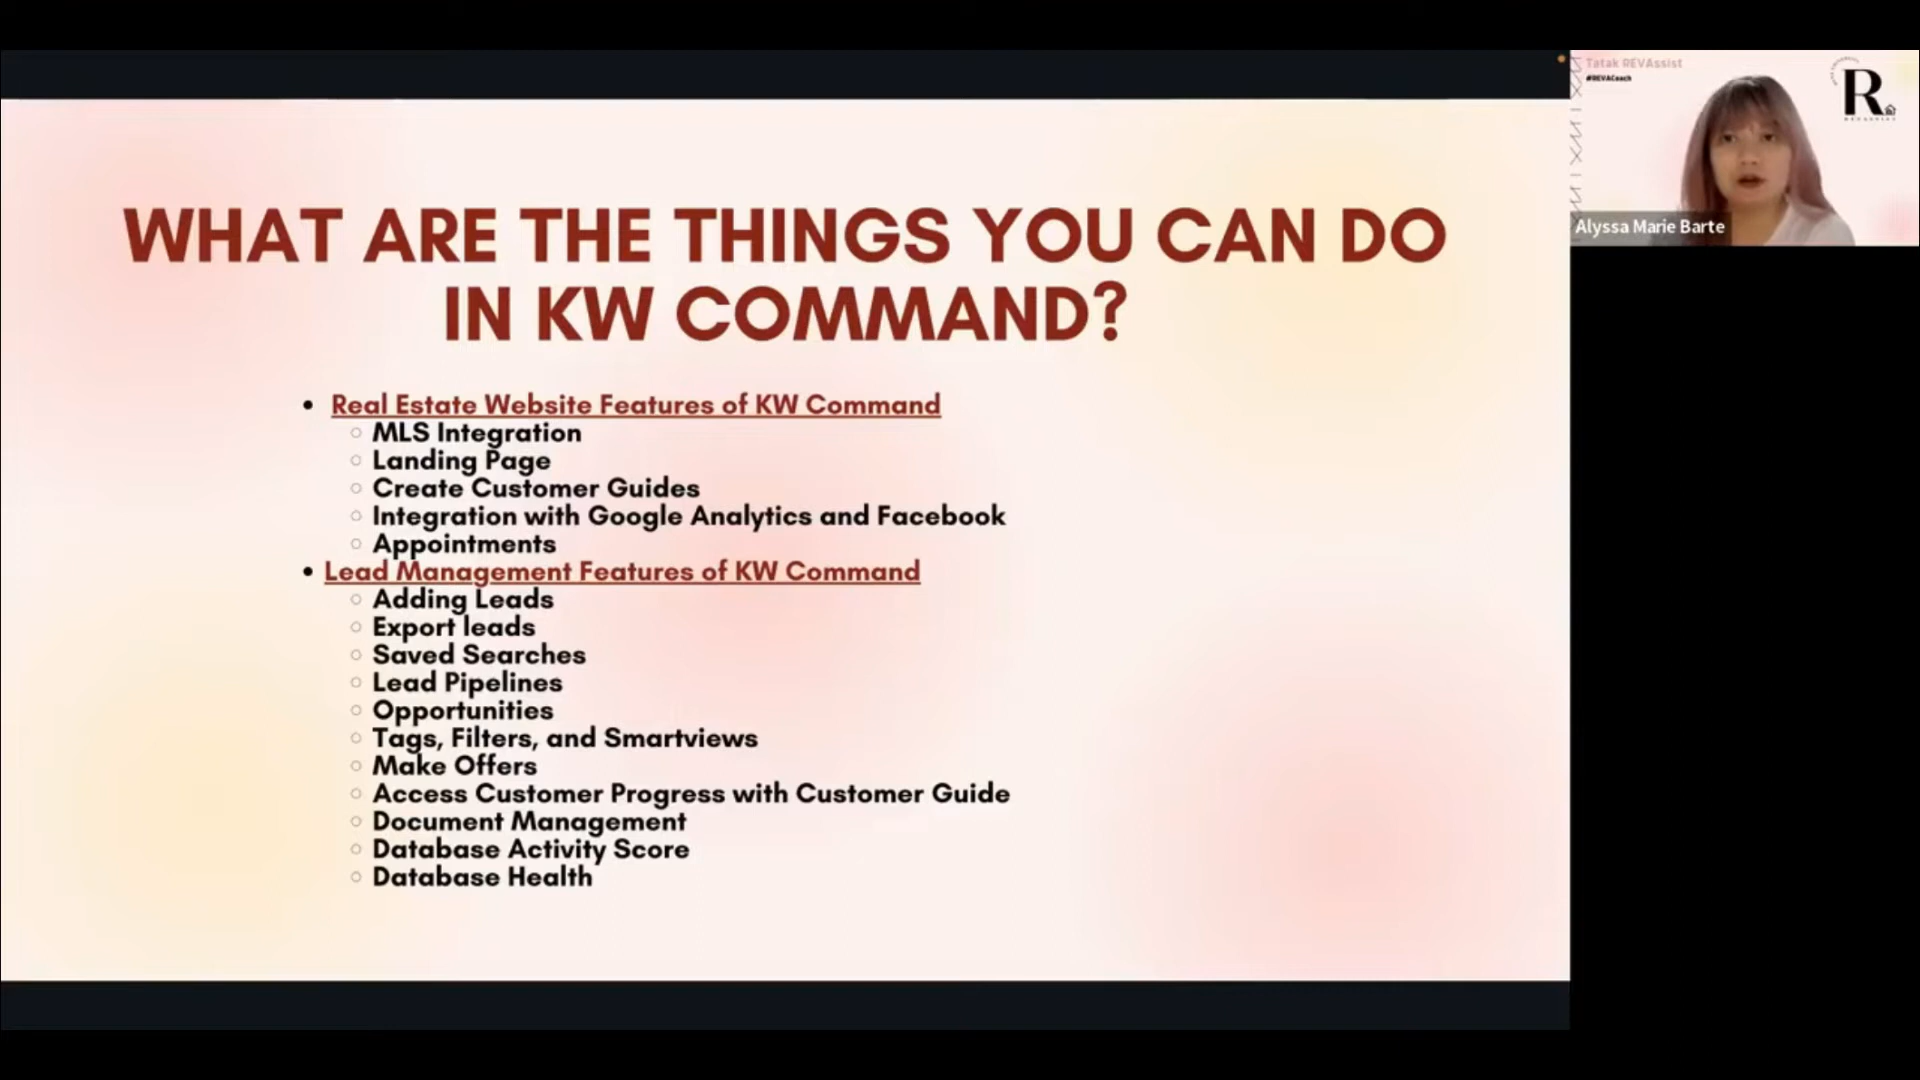 WHAT ARE THE THINGS YOU CAN DO
IN KW COMMAND?
Real Estate Website Features of KW Command
MLS Integration
Landing Page
Create Customer Guides
Integration with Google Analytics and Facebook
Appointments
Lead Management Features of KW Command
Adding Leads
Export leads
Saved Searches
Lead Pipelines
Opportunities
Tags, Filters, and Smartviews
Make Offers
Access Customer Progress with Customer Guide
Document Management
Database Activity Score
Database Health
Tatak REVAssist
#REVACoach
R
REVASSIST
Alyssa Marie Barte